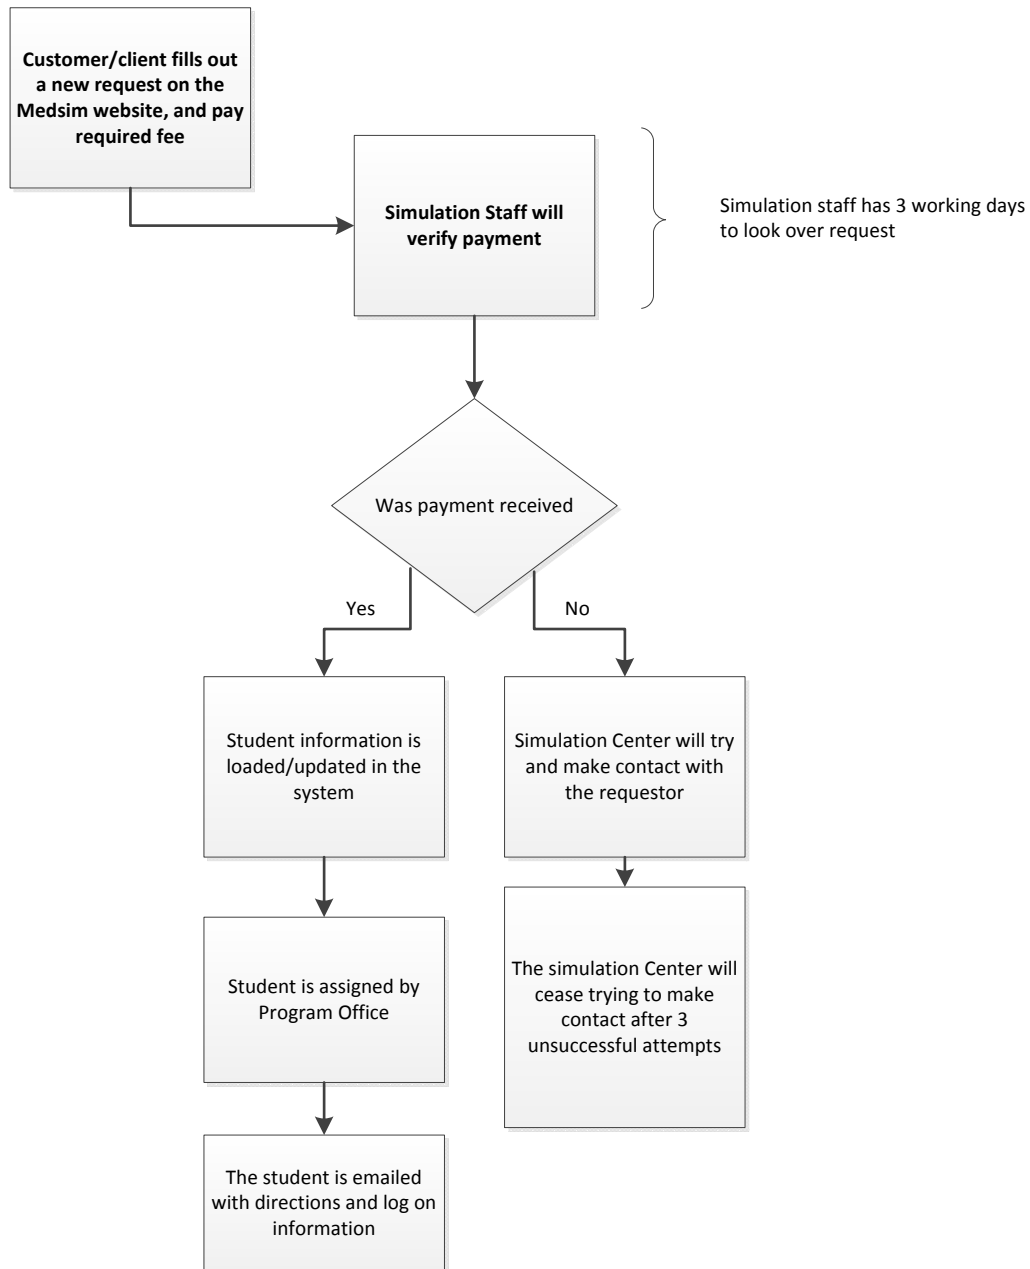 Customer/client fills out
a new request on the
Medsim website, and pay
required fee
Simulation Staff will
verify payment
Simulation staff has 3 working days
to look over request
Was payment received
Yes
No
Student information is
loaded/updated in the
system
Simulation Center will try
and make contact with
the requestor
Student is assigned by
Program Office
The simulation Center will
cease trying to make
contact after 3
unsuccessful attempts
The student is emailed
with directions and log on
information